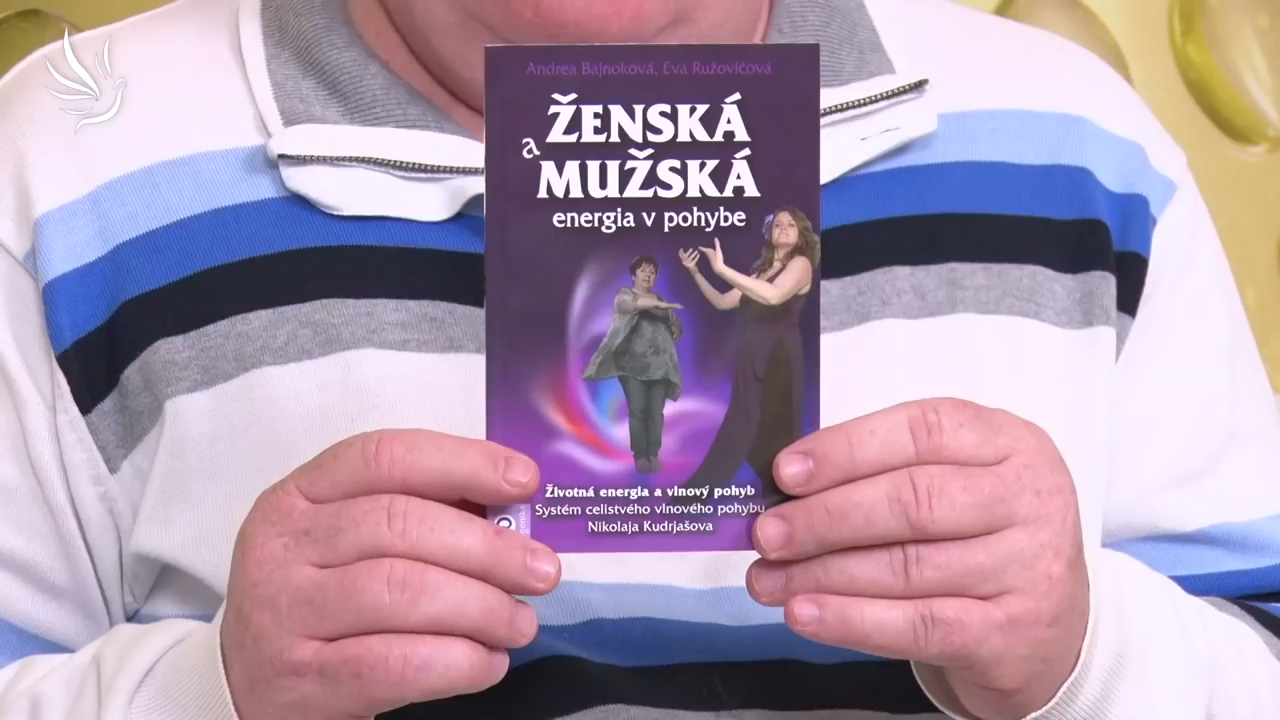 Andrea Bajnoková, Eva Ružovičová
ŽENSKÁ
a
MUŽSKÁ
energia v pohybe
Životná energia a vlnový pohyb
Systém celistvého vlnového pohybu
Nikolaja Kudrjašova